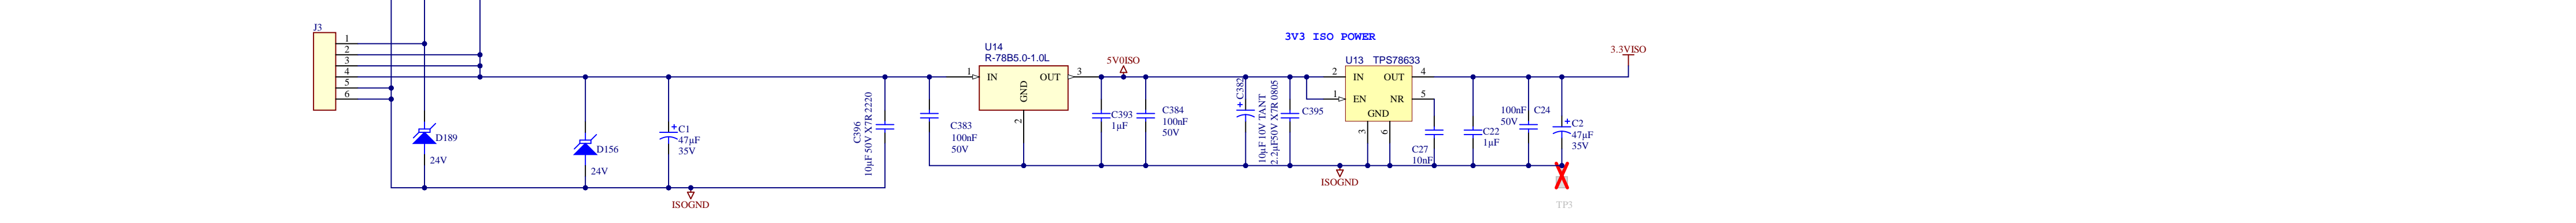 J3
1
2
3
4
5
6
D189
24V
D156
24V
C1
47µF
35V
ISOGND
C396
10µF 50V X7R 2220
C383
100nF
50V
U14
R-78B5.0-1.0L
1
IN
OUT
GND
3
2
5V0ISO
C393
1µF
C384
100nF
50V
C382
10µF 10V TANT
2.2µF50V X7R 0805
C395
3V3 ISO POWER
U13 TPS78633
2
IN
OUT
4
1
EN
NR
5
GND
3
6
ISOGND
C27
10nF
C22
1µF
100nF
50V
C24
C2
47µF
35V
3.3VISO
TP3